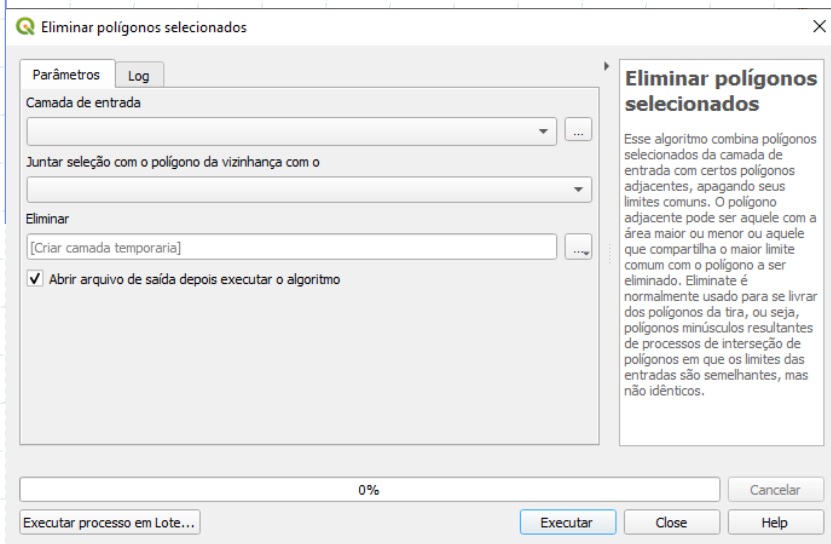 Eliminar polígonos selecionados
Parâmetros
Log
Camada de entrada
...
Juntar seleção com o polígono da vizinhança com o
Eliminar
[Criar camada temporaria]
...
Abrir arquivo de saída depois executar o algoritmo
Eliminar polígonos
selecionados
Esse algoritmo combina polígonos
selecionados da camada de
entrada com certos polígonos
adjacentes, apagando seus
limites comuns. O polígono
adjacente pode ser aquele com a
área maior ou menor ou aquele
que compartilha o maior limite
comum com o polígono a ser
eliminado. Eliminate é
normalmente usado para se livrar
dos polígonos da tira, ou seja,
polígonos minúsculos resultantes
de processos de interseção de
polígonos em que os limites das
entradas são semelhantes, mas
não idênticos.
0%
Cancelar
Executar processo em Lote...
Executar
Close
Help